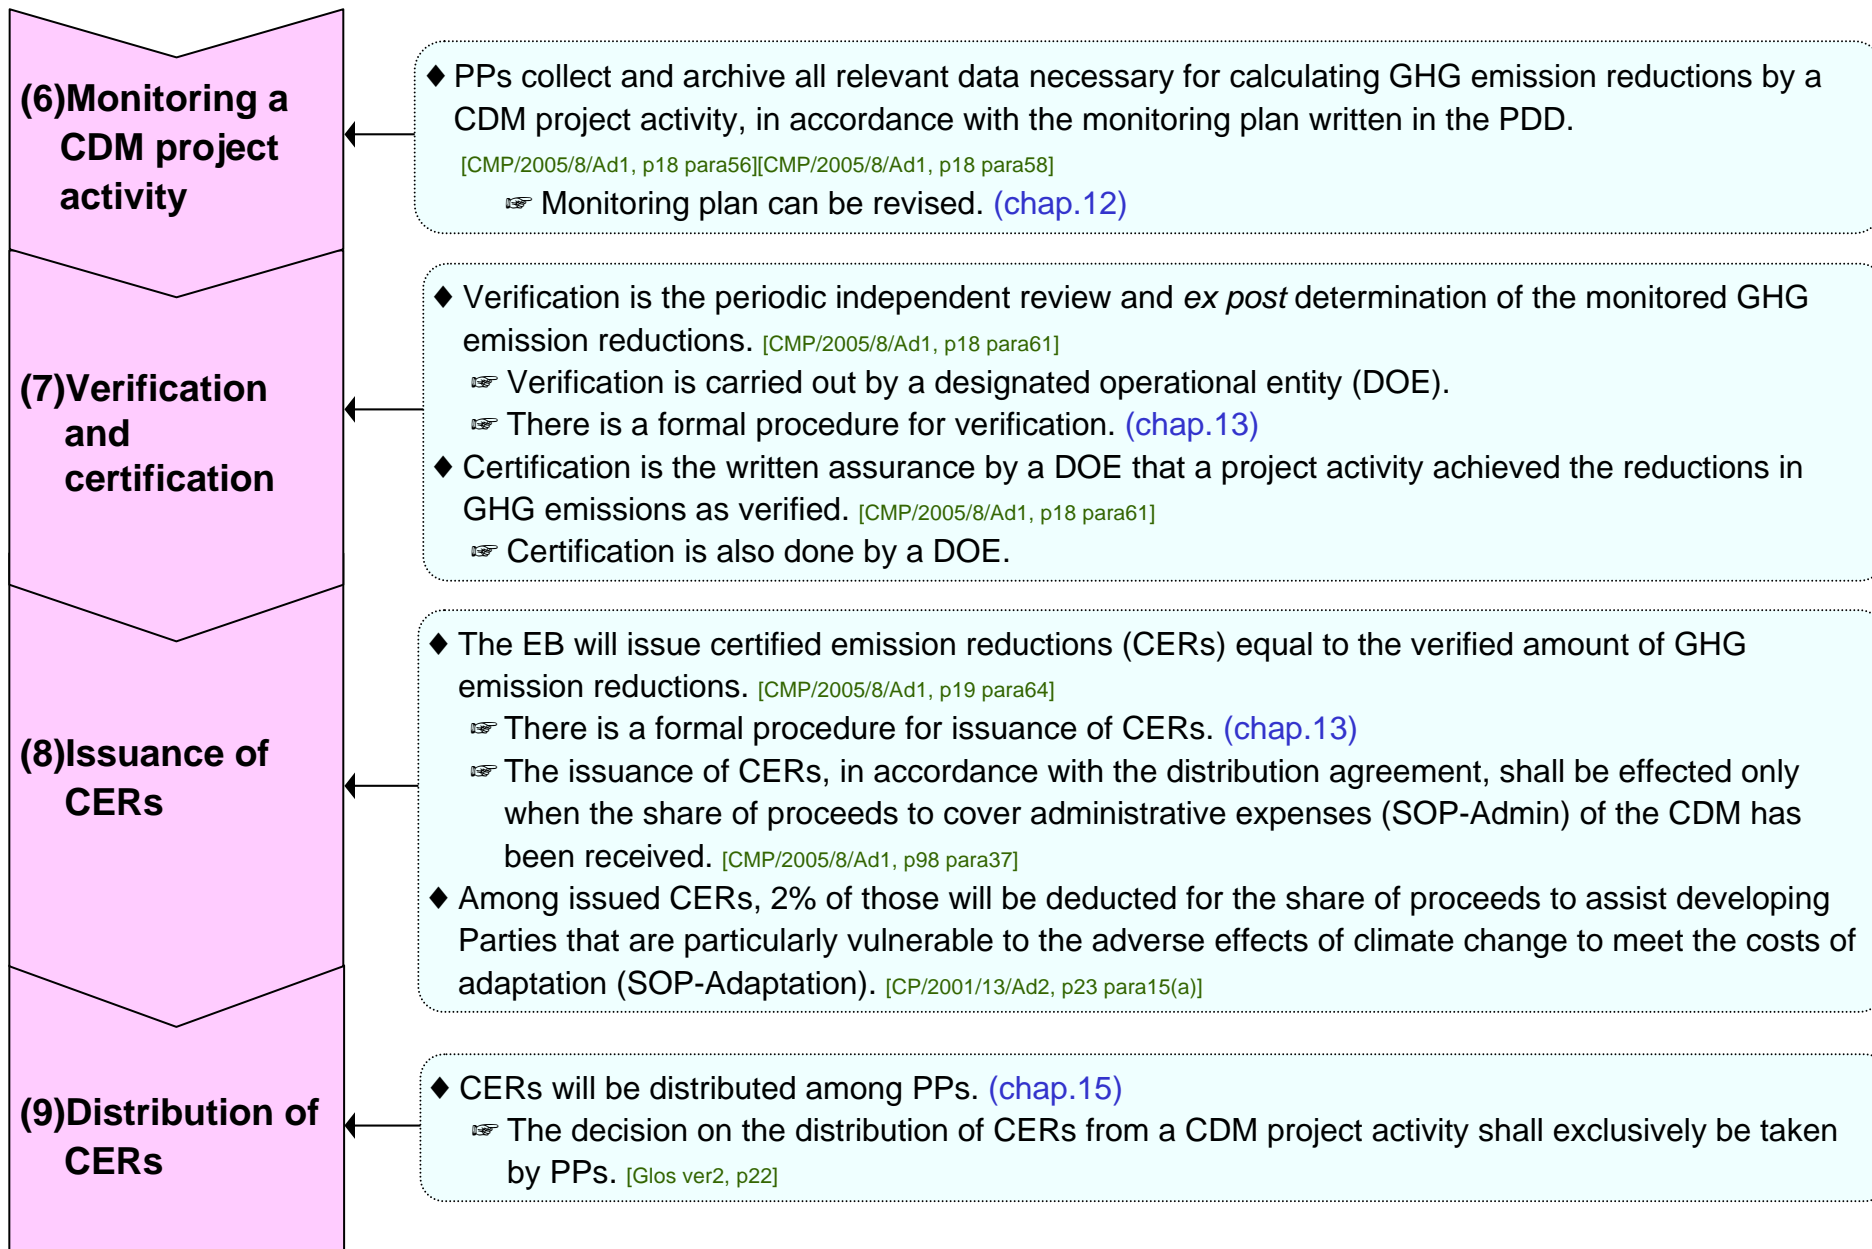 (6)Monitoring a
CDM project
activity
♦ PPs collect and archive all relevant data necessary for calculating GHG emission reductions by a
CDM project activity, in accordance with the monitoring plan written in the PDD.
[CMP/2005/8/Ad1, p18 para56][CMP/2005/8/Ad1, p18 para58]
☞ Monitoring plan can be revised. (chap.12)
(7)Verification
and
certification
♦ Verification is the periodic independent review and ex post determination of the monitored GHG
emission reductions. [CMP/2005/8/Ad1, p18 para61]
☞ Verification is carried out by a designated operational entity (DOE).
☞ There is a formal procedure for verification. (chap.13)
♦ Certification is the written assurance by a DOE that a project activity achieved the reductions in
GHG emissions as verified. [CMP/2005/8/Ad1, p18 para61]
☞ Certification is also done by a DOE.
(8)Issuance of
CERs
♦ The EB will issue certified emission reductions (CERs) equal to the verified amount of GHG
emission reductions. [CMP/2005/8/Ad1, p19 para64]
☞ There is a formal procedure for issuance of CERs. (chap.13)
☞ The issuance of CERs, in accordance with the distribution agreement, shall be effected only
when the share of proceeds to cover administrative expenses (SOP-Admin) of the CDM has
been received. [CMP/2005/8/Ad1, p98 para37]
♦ Among issued CERs, 2% of those will be deducted for the share of proceeds to assist developing
Parties that are particularly vulnerable to the adverse effects of climate change to meet the costs of
adaptation (SOP-Adaptation). [CP/2001/13/Ad2, p23 para15(a)]
(9)Distribution of
CERs
♦ CERs will be distributed among PPs. (chap.15)
☞ The decision on the distribution of CERs from a CDM project activity shall exclusively be taken
by PPs. [Glos ver2, p22]